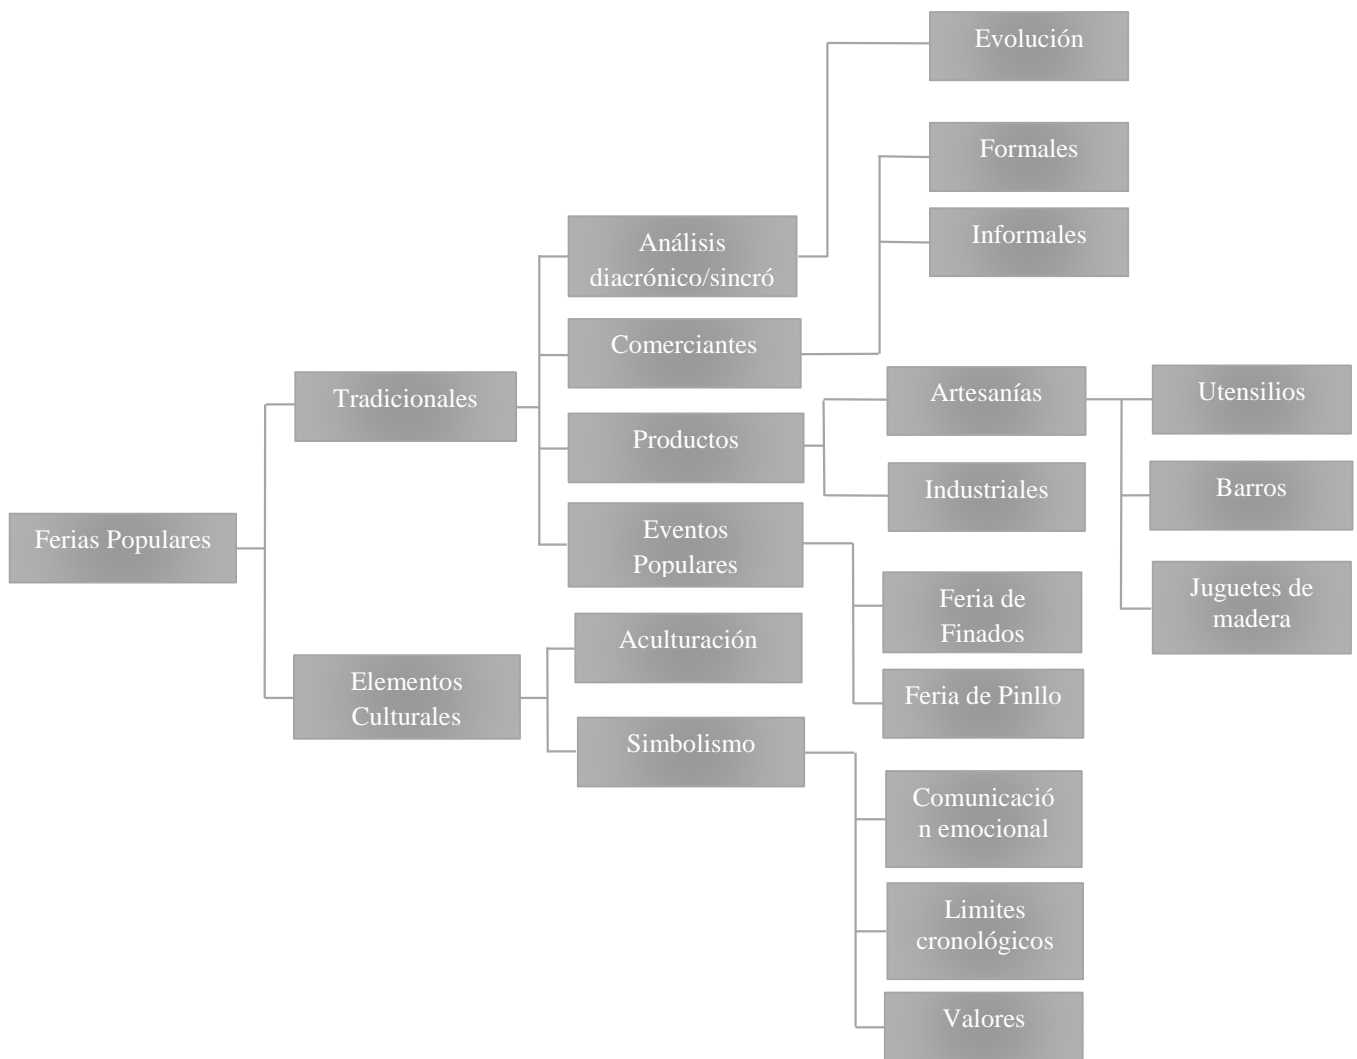 Evolución
Formales
Informales
Análisis
diacrónico/sincró
Comerciantes
Tradicionales
Artesanías
Utensilios
Productos
Industriales
Barros
Ferias Populares
Eventos
Populares
Juguetes de
madera
Feria de
Finados
Aculturación
Elementos
Culturales
Feria de Pinllo
Simbolismo
Comunicació
n emocional
Limites
cronológicos
Valores